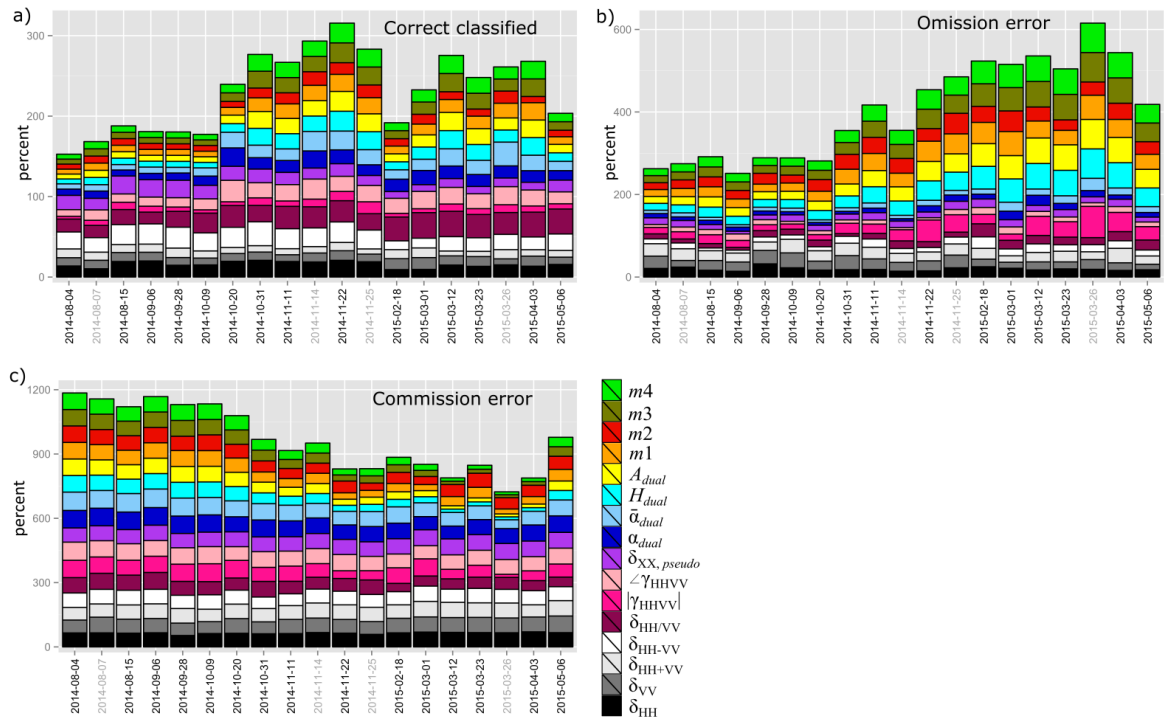 a)
Correct classified
percent
300
200
100
0
2014-08-04
2014-08-07
2014-08-15
2014-09-06
2014-09-28
2014-10-09
2014-10-20
2014-10-31
2014-11-11
2014-11-14
2014-11-22
2014-11-25
2015-02-18
2015-03-01
2015-03-12
2015-03-23
2015-03-26
2015-04-03
2015-05-06
b)
Omission error
percent
600
400
200
0
2014-08-04
2014-08-07
2014-08-15
2014-09-06
2014-09-28
2014-10-09
2014-10-20
2014-10-31
2014-11-11
2014-11-14
2014-11-22
2014-11-25
2015-02-18
2015-03-01
2015-03-12
2015-03-23
2015-03-26
2015-04-03
2015-05-06
c)
Commission error
percent
1200
900
600
300
0
2014-08-04
2014-08-07
2014-08-15
2014-09-06
2014-09-28
2014-10-09
2014-10-20
2014-10-31
2014-11-11
2014-11-14
2014-11-22
2014-11-25
2015-02-18
2015-03-01
2015-03-12
2015-03-23
2015-03-26
2015-04-03
2015-05-06
m4
m3
m2
m1
A_dual
H_dual
ᾱ_dual
α_dual
δ_XX, pseudo
∠γ_HHVV
|γ_HHVV|
δ_HH/VV
δ_HH-VV
δ_HH+VV
δ_VV
δ_HH